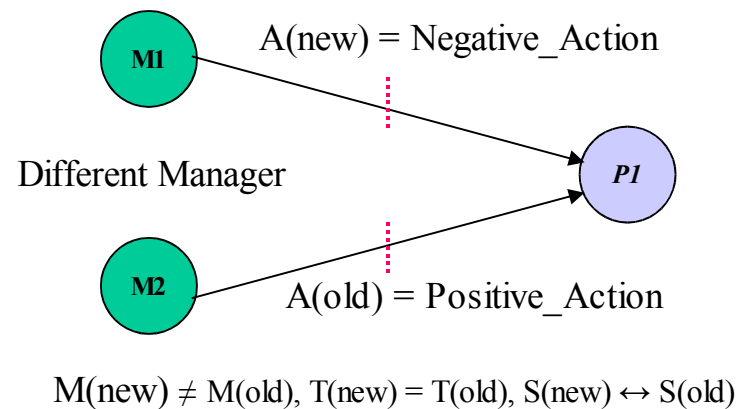 A(new) = Negative_Action
M1
P1
Different Manager
M2
A(old) = Positive_Action
M(new) ≠ M(old), T(new) = T(old), S(new) ↔ S(old)